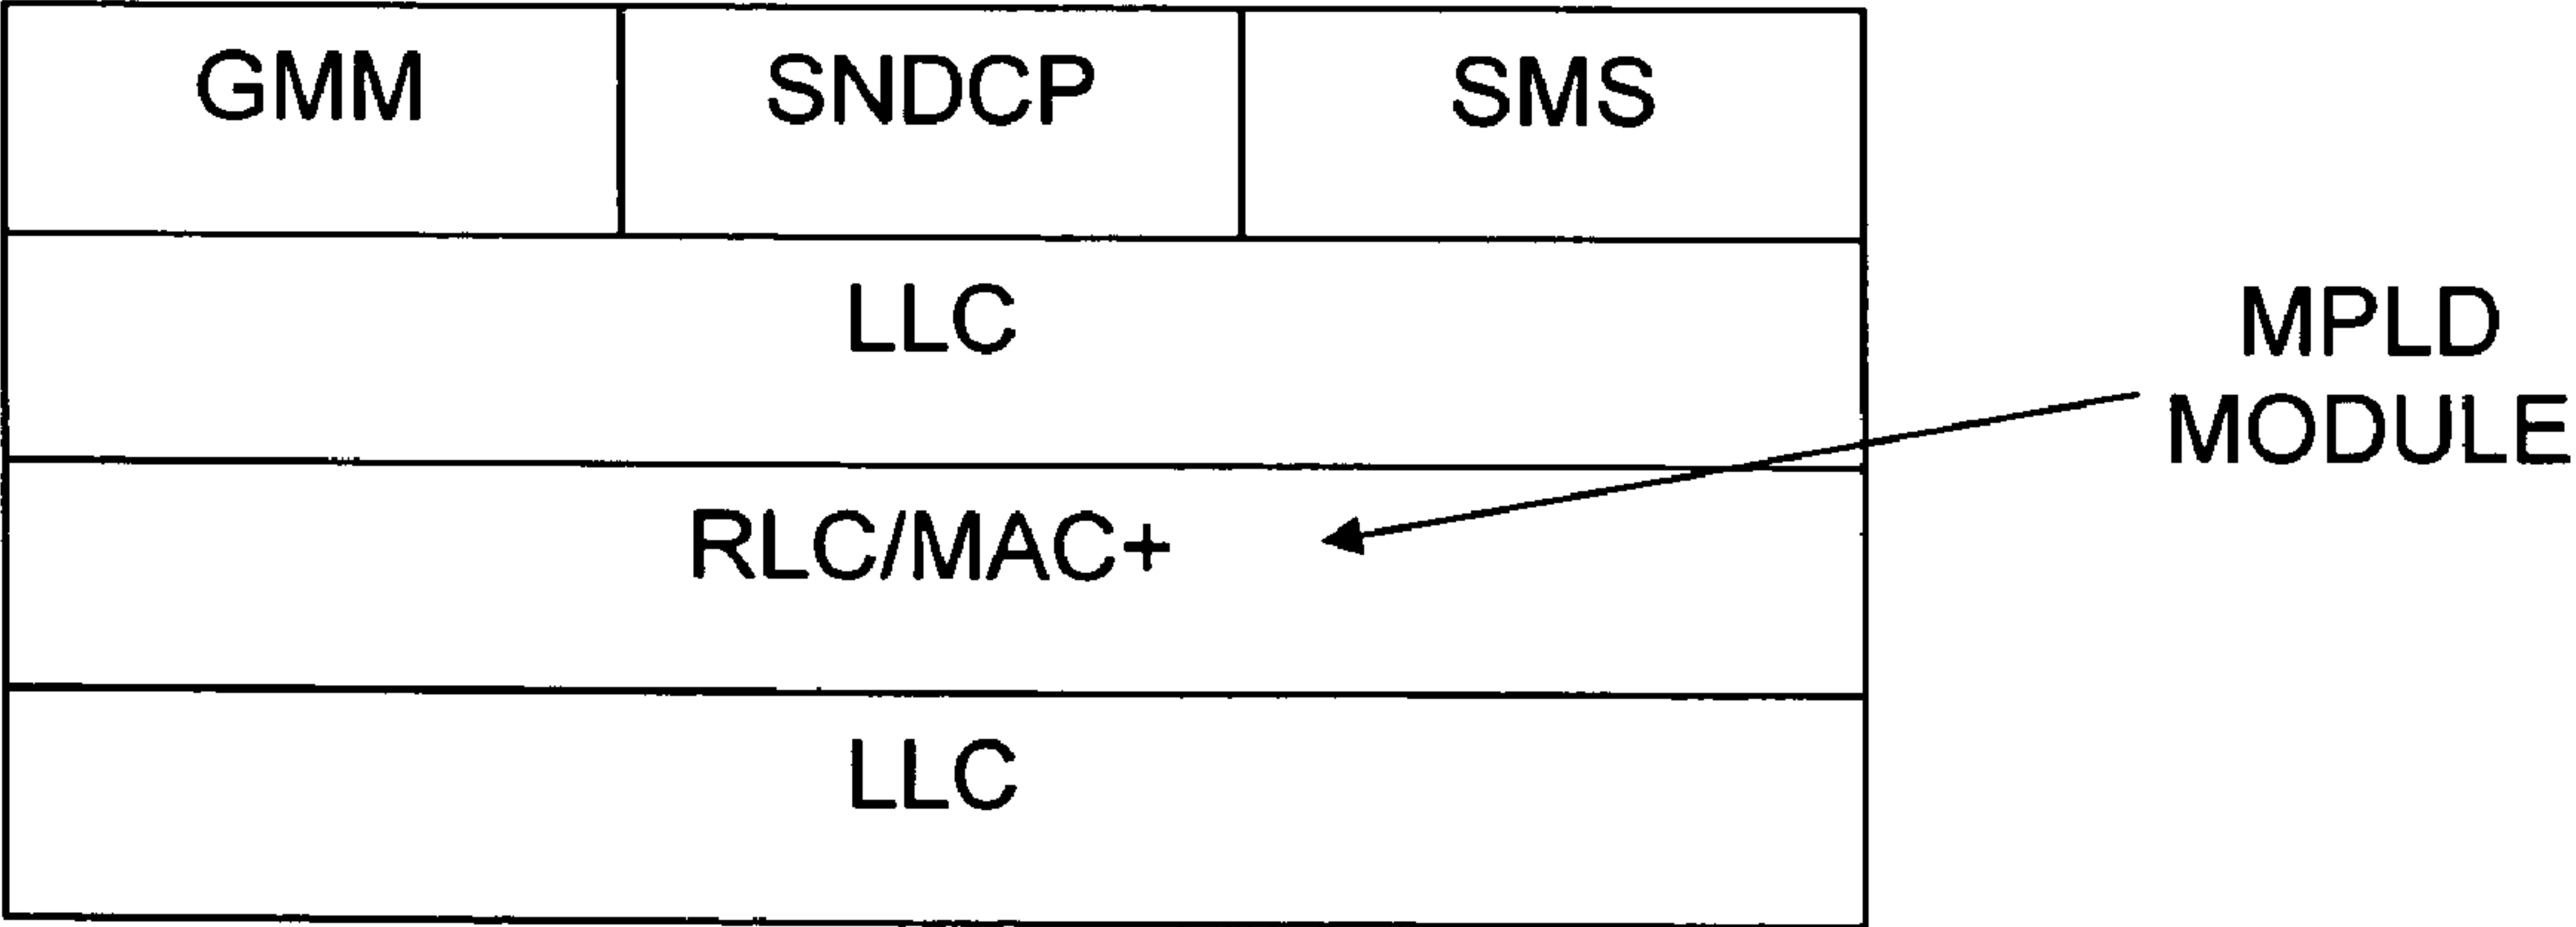 GMM SNDCP SMS
LLC
MPLD
MODULE
RLC/MAC+
LLC